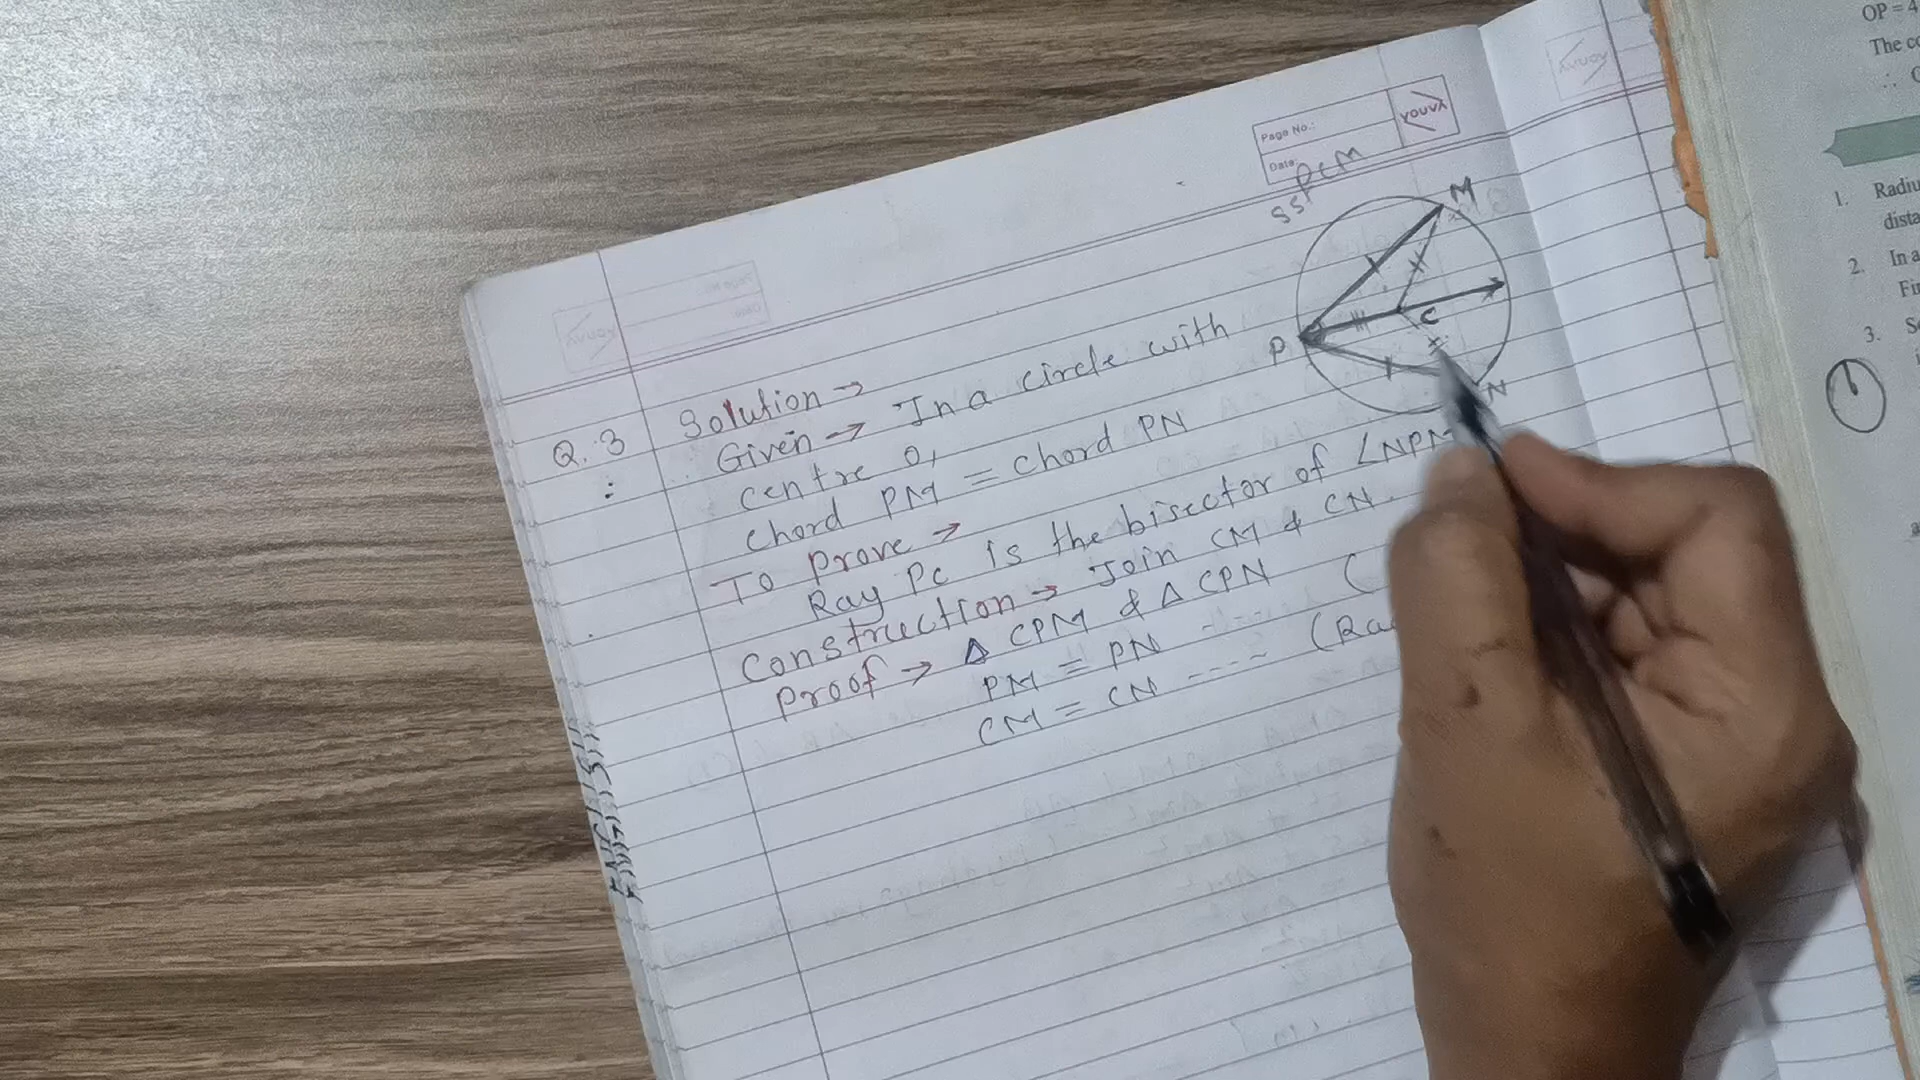 OP = 4
The
Page No.:
YOUVA
Date:
PCM
SSP
M
C
P
N
1. Radiu
dista
2. In a
Fi
3.
Q.3 Solution →
Given → In a circle with
centre O,
chord PM = chord PN
To prove →
Ray PC is the bisector of ∠NPM
Construction → Join CM & CN.
Proof → △ CPM & △ CPN
PM = PN ---- (
CM = CN ---- (Ra